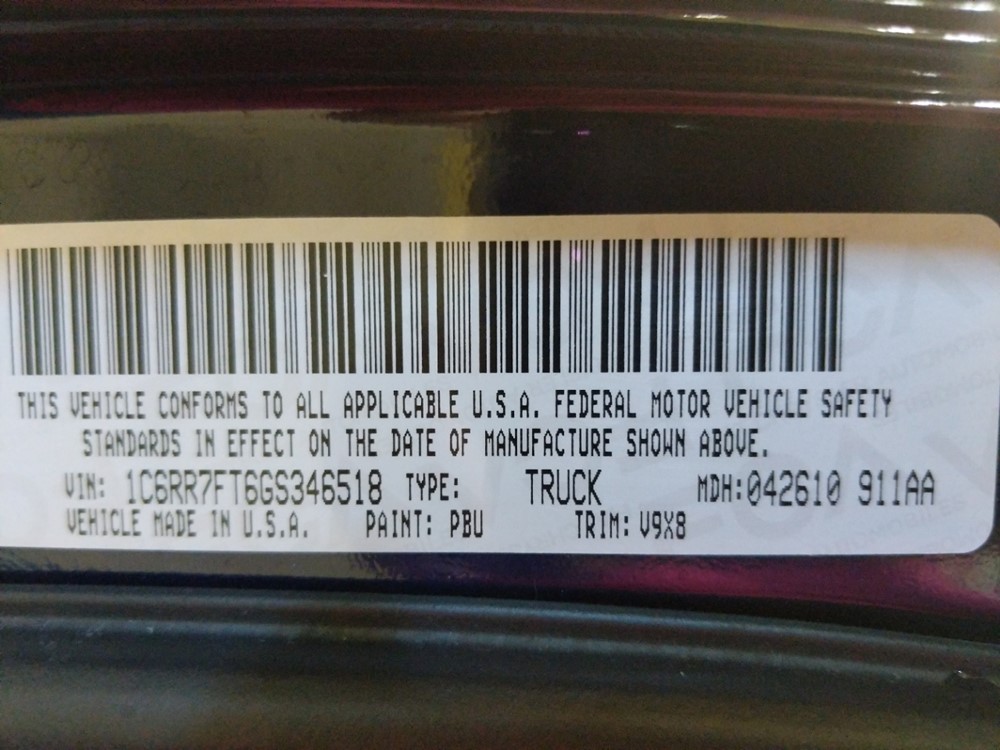 THIS VEHICLE CONFORMS TO ALL APPLICABLE U.S.A. FEDERAL MOTOR VEHICLE SAFETY
STANDARDS IN EFFECT ON THE DATE OF MANUFACTURE SHOWN ABOVE.
VIN: 1C6RR7FT6GS346518 TYPE: TRUCK MDH:042610 911AA
VEHICLE MADE IN U.S.A. PAINT: PBU TRIM: V9X8